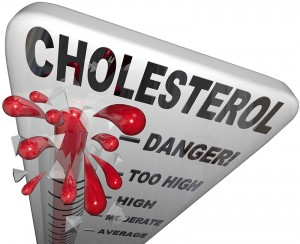 CHOLESTEROL
DANGER!
TOO HIGH
HIGH
MODERATE
AVERAGE